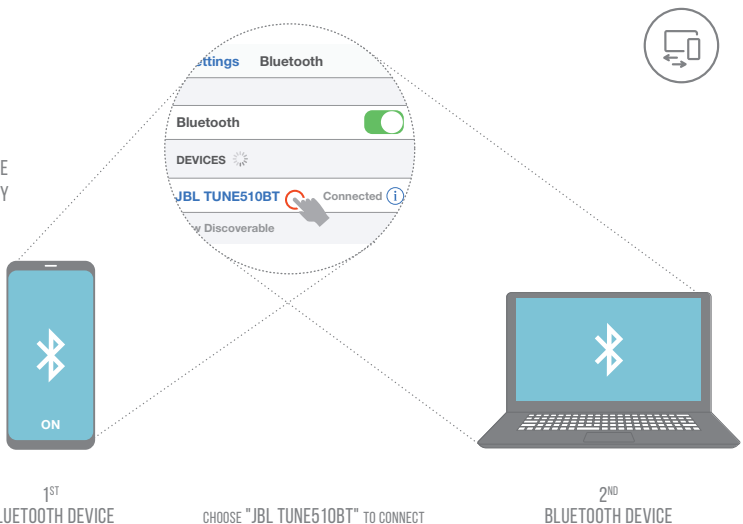 ttings Bluetooth
Bluetooth
DEVICES
JBL TUNE510BT Connected i
Discoverable
E
Y
ON
1ST
LUETOOTH DEVICE
CHOOSE "JBL TUNE510BT" TO CONNECT
2ND
BLUETOOTH DEVICE